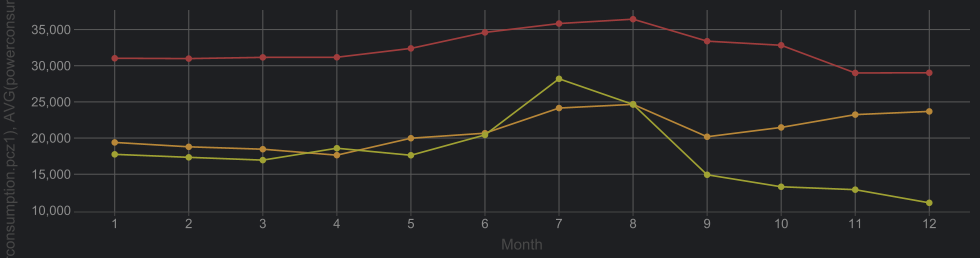 consumption.pcz1), AVG(powerconsu
35,000
30,000
25,000
20,000
15,000
10,000
1 2 3 4 5 6 7 8 9 10 11 12
Month